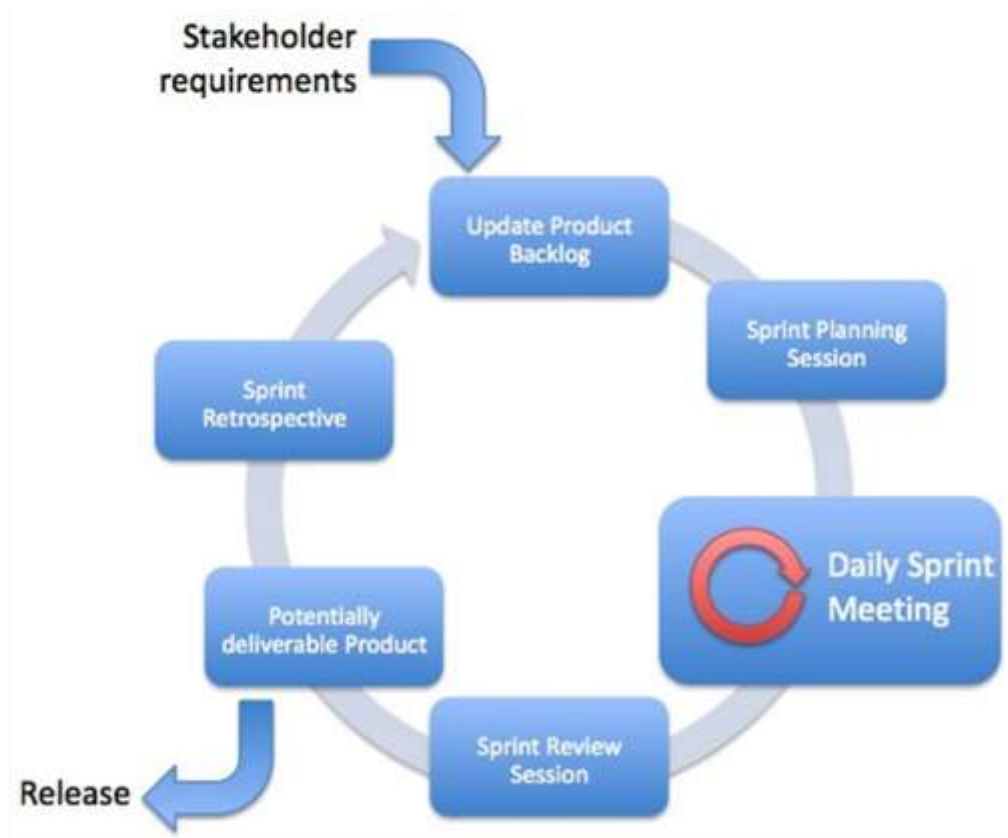 Stakeholder
requirements
Update Product
Backlog
Sprint Planning
Session
Daily Sprint
Meeting
Sprint Review
Session
Potentially
deliverable Product
Release
Sprint
Retrospective